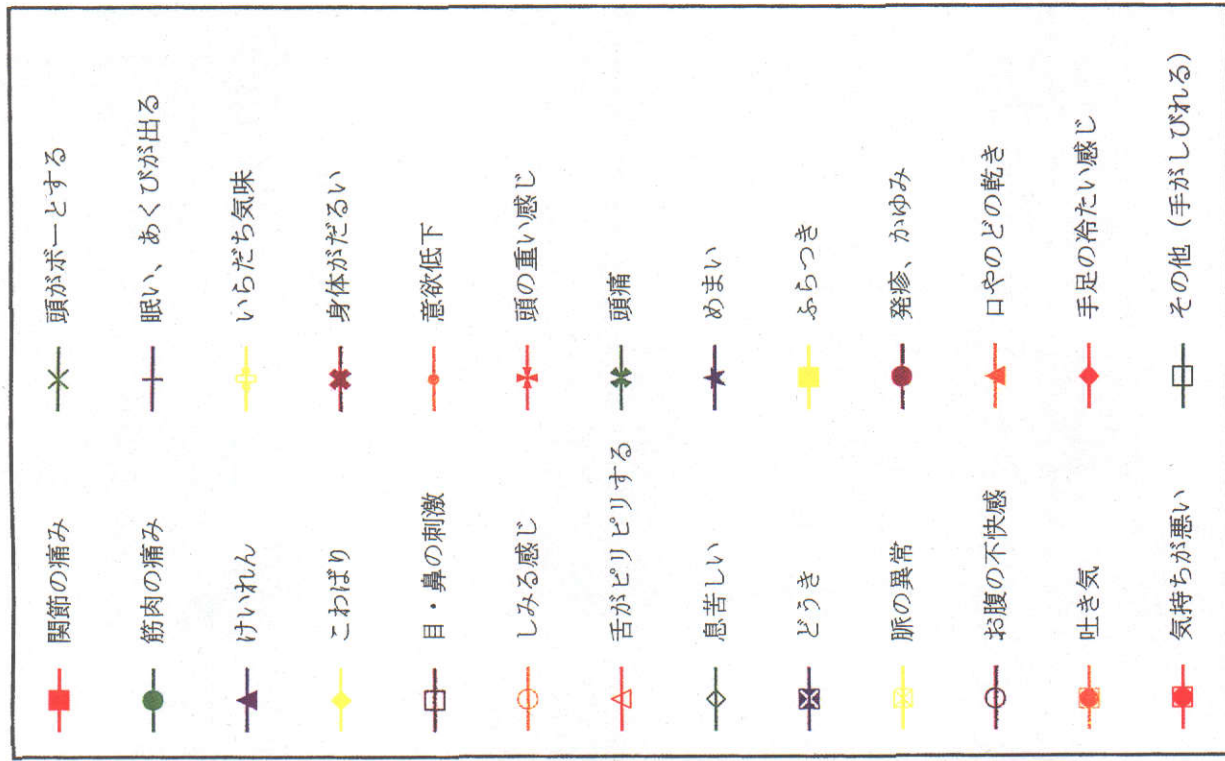 関節の痛み
筋肉の痛み
けいれん
こわばり
目・鼻の刺激
しみる感じ
舌がピリピリする
息苦しい
どうき
脈の異常
お腹の不快感
吐き気
気持ちが悪い
頭がボーとする
眠い、あくびが出る
いらだち気味
身体がだるい
意欲低下
頭の重い感じ
頭痛
めまい
ふらつき
発疹、かゆみ
口やのどの乾き
手足の冷たい感じ
その他（手がしびれる）